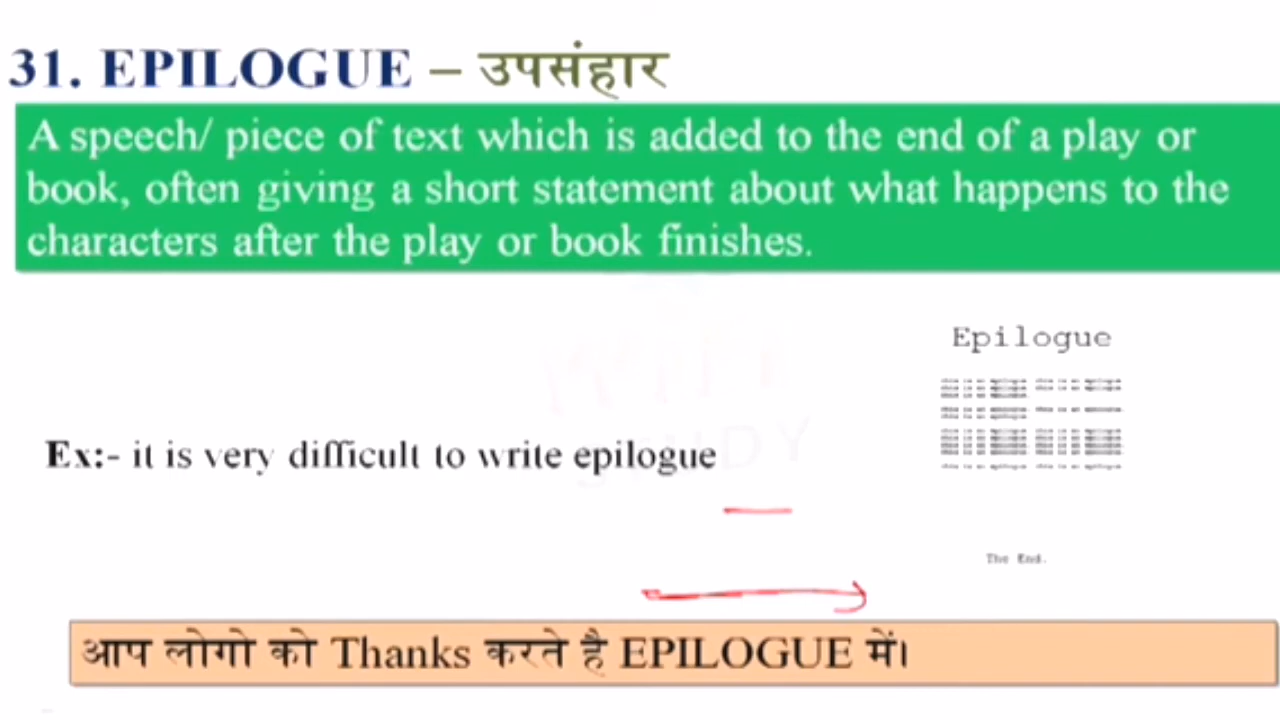 31. EPILOGUE – उपसंहार
A speech/ piece of text which is added to the end of a play or
book, often giving a short statement about what happens to the
characters after the play or book finishes.
Epilogue
Ex:- it is very difficult to write epilogue
The End.
आप लोगो को Thanks करते है EPILOGUE में।